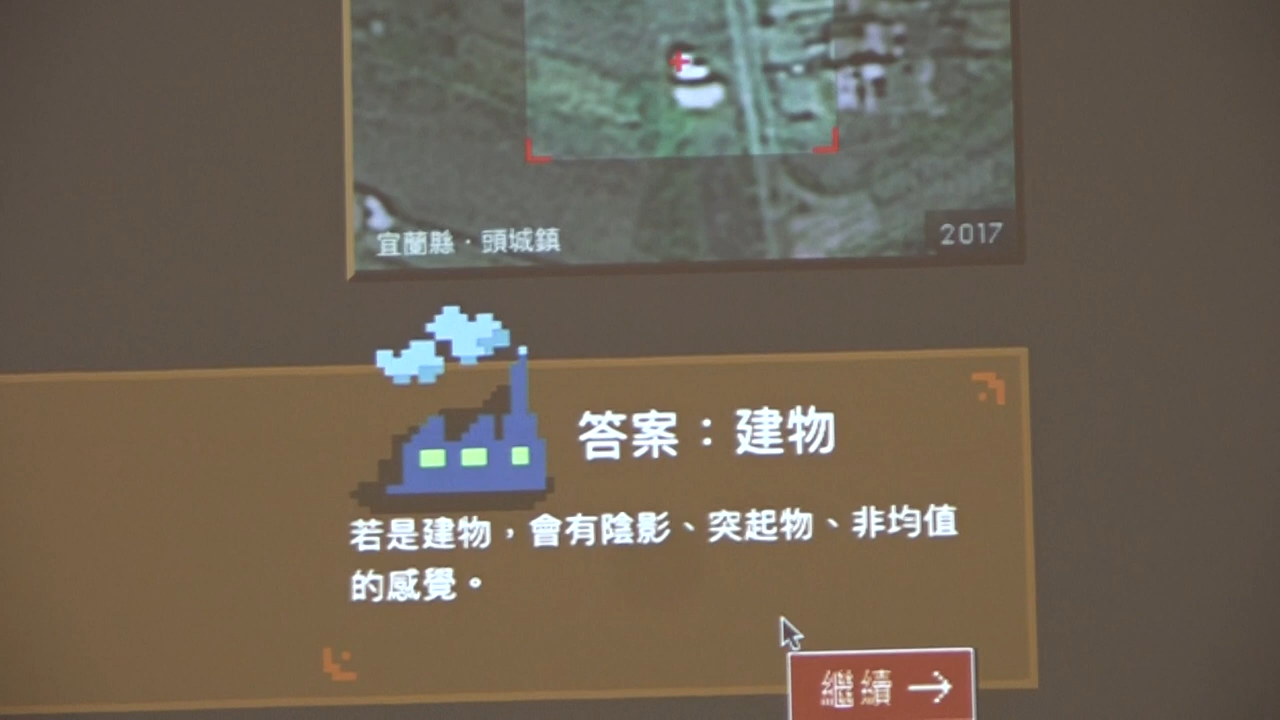 宜蘭縣・頭城鎮
2017
答案：建物
若是建物，會有陰影、突起物、非均值
的感覺。
繼續→